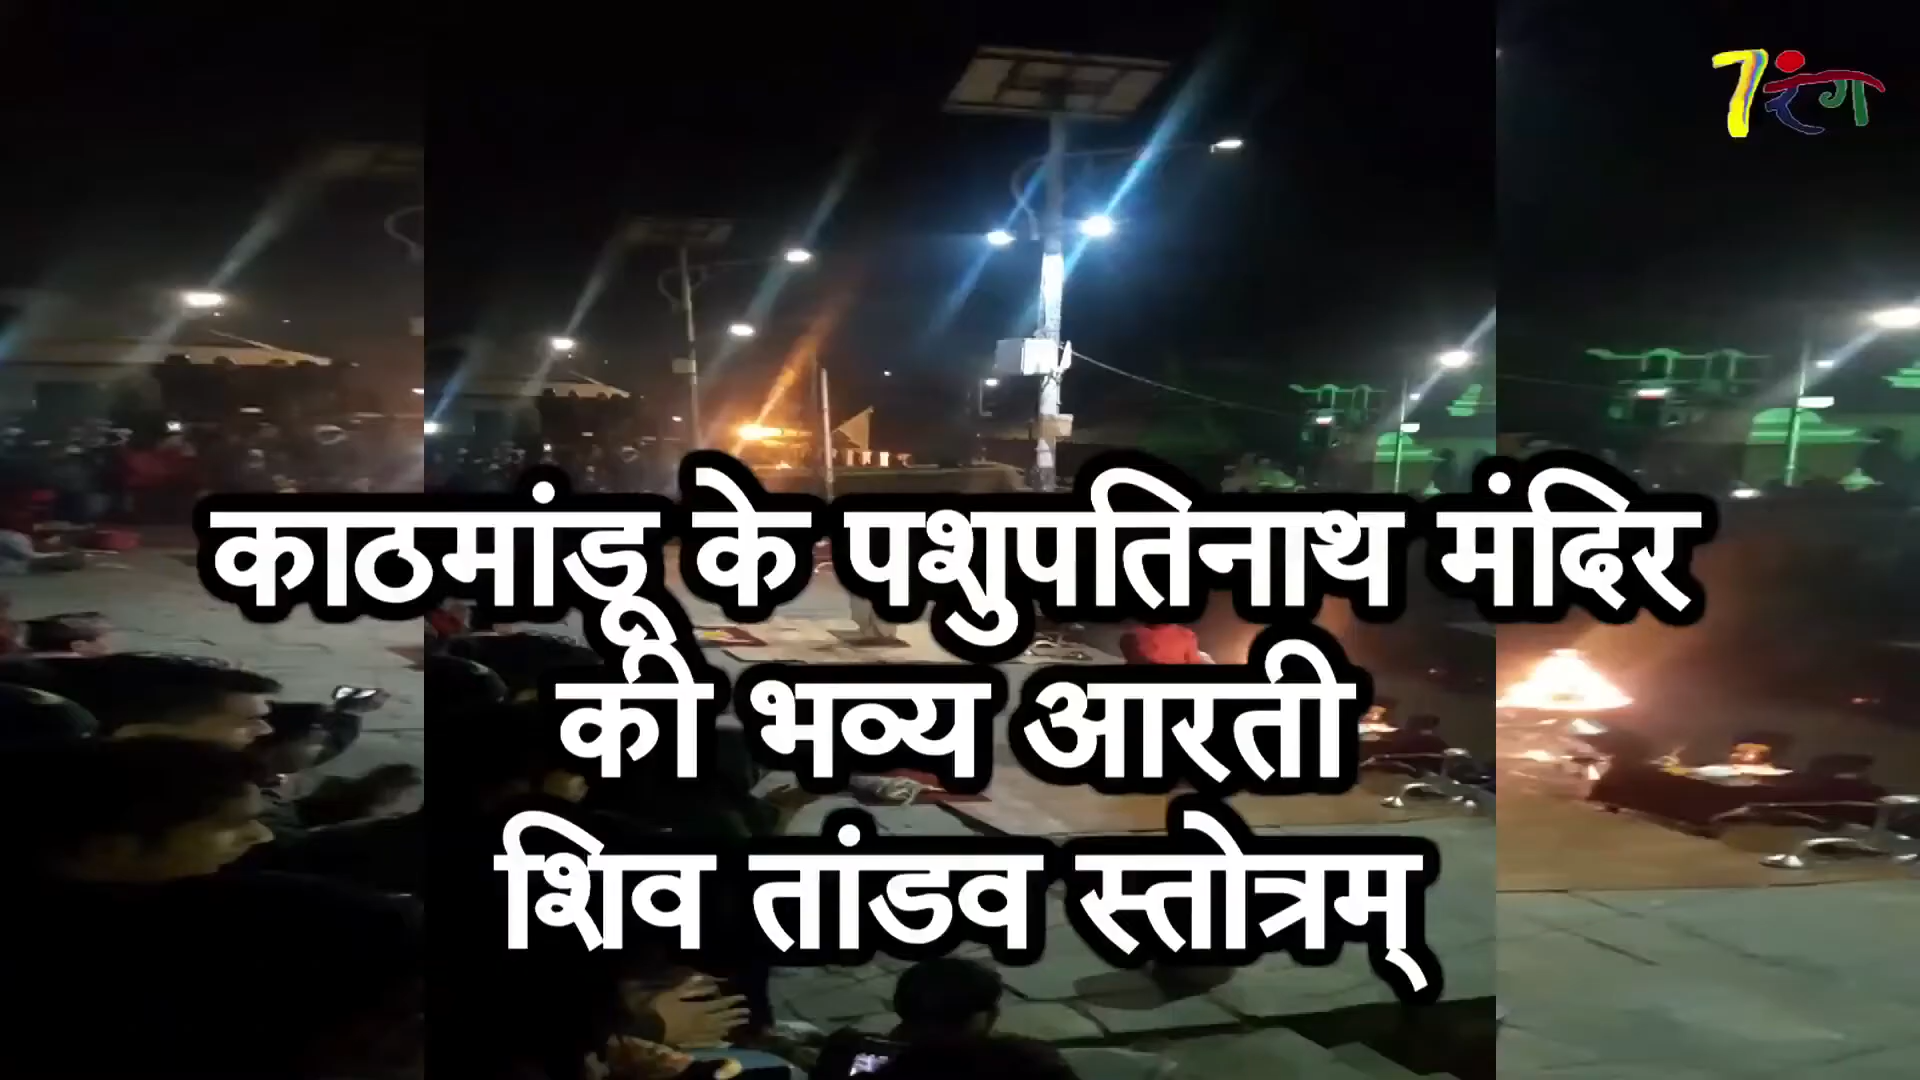 7रंग
काठमांडू के पशुपतिनाथ मंदिर
की भव्य आरती
शिव तांडव स्तोत्रम्